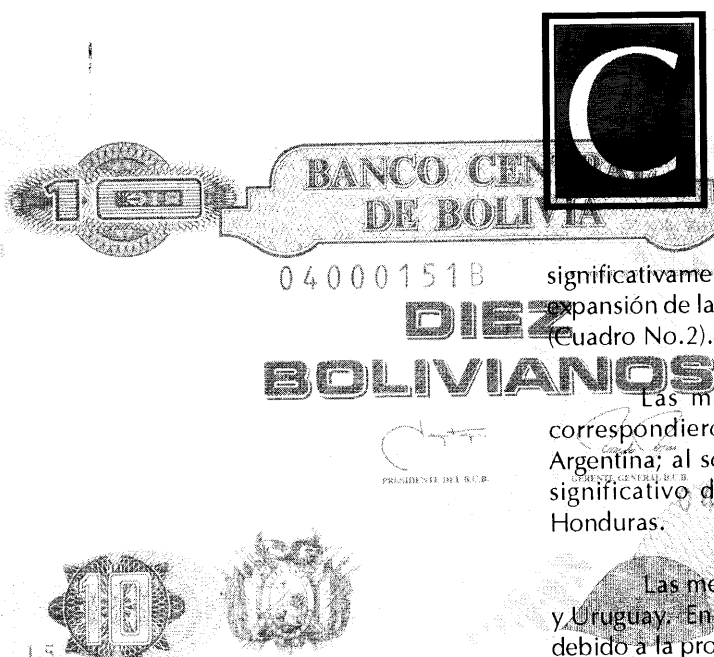 C
BANCO CEN
DE BOLIVIA
04000151B
DIEZ
BOLIVIANOS
PRESIDENTE DEL B.C.B.
GERENTE GENERAL B.C.B.
10
significativame
expansión de la
(Cuadro No.2).
Las m
correspondiero
Argentina; al so
significativo d
Honduras.
Las me
y Uruguay. En
debido a la pro